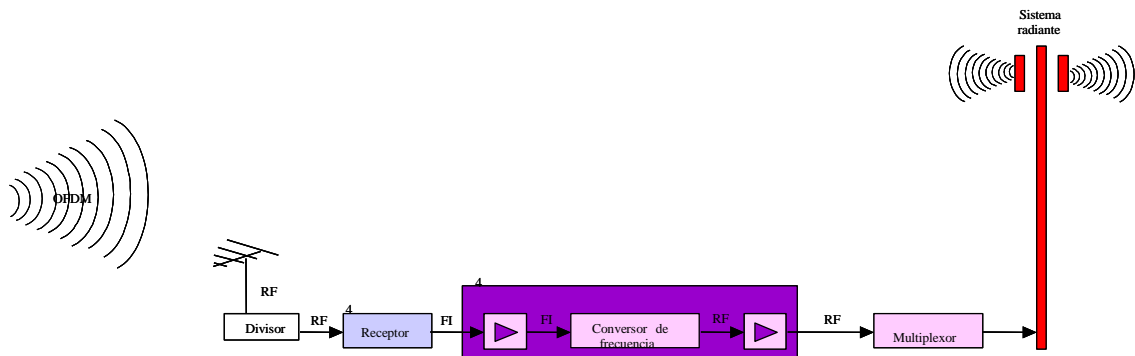 Sistema
radiante
OFDM
RF
4
4
Divisor
RF
Receptor
FI
FI
Conversor de
frecuencia
RF
RF
Multiplexor